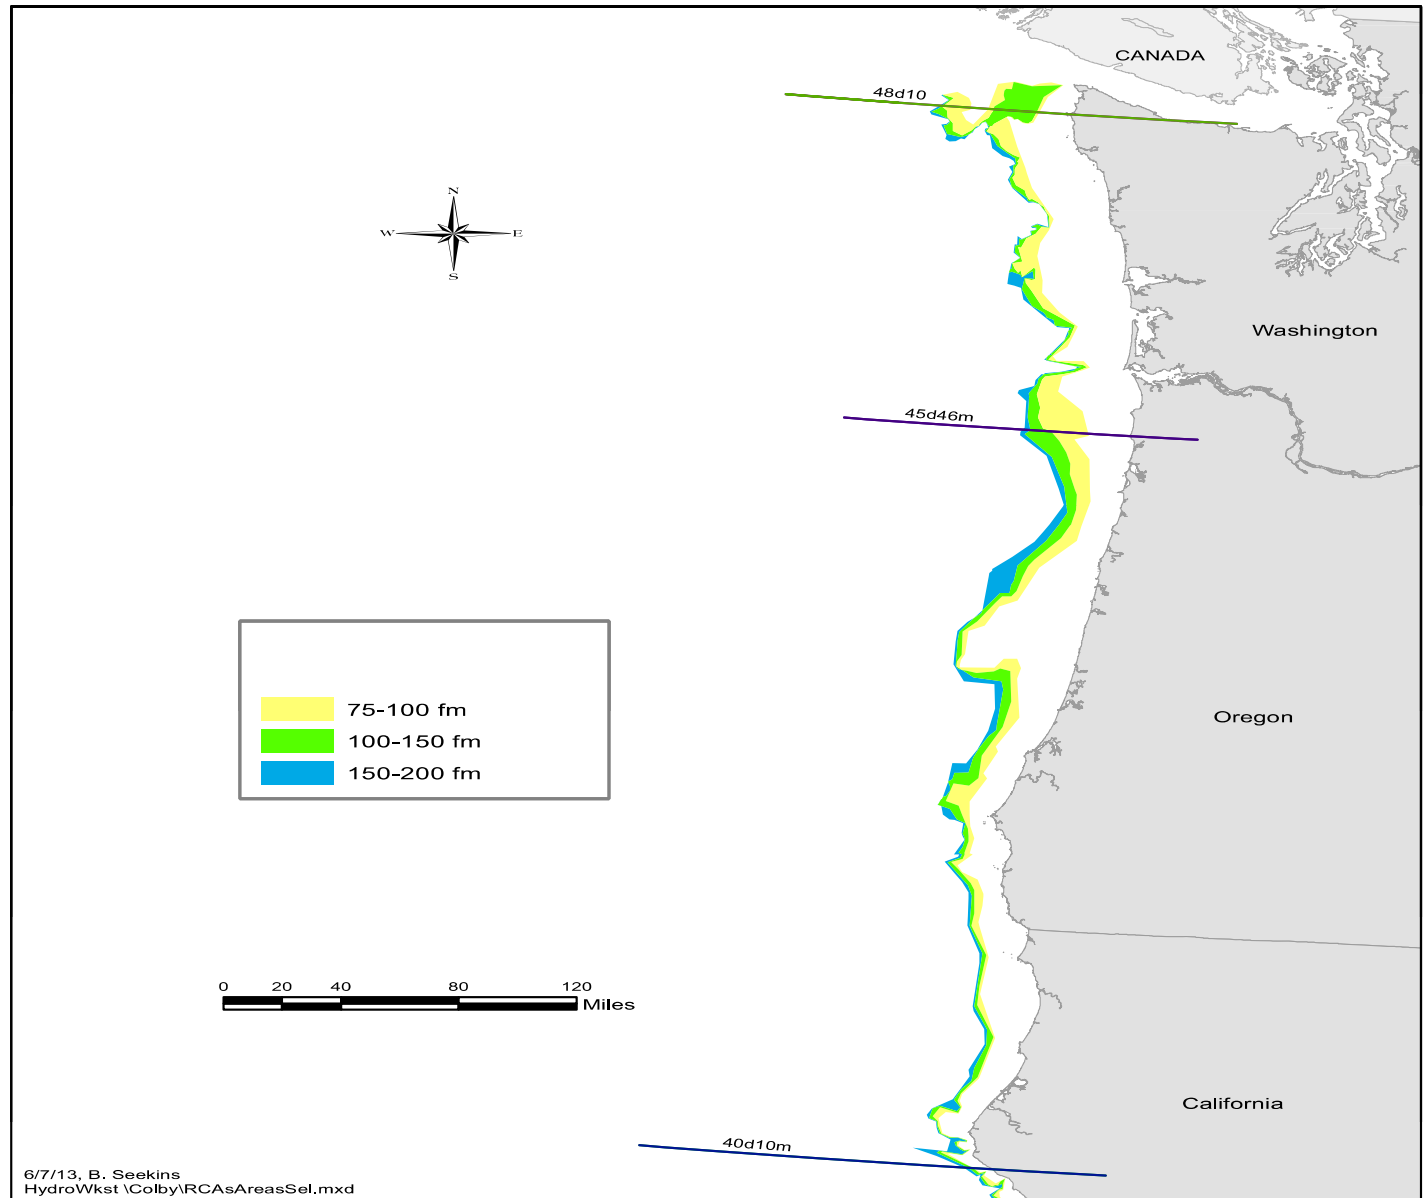 CANADA
48d10
N
W
E
S
Washington
45d46m
75-100 fm
100-150 fm
150-200 fm
Oregon
0 20 40 80 120
Miles
California
40d10m
6/7/13, B. Seekins
HydroWkst \Colby\RCAsAreasSel.mxd